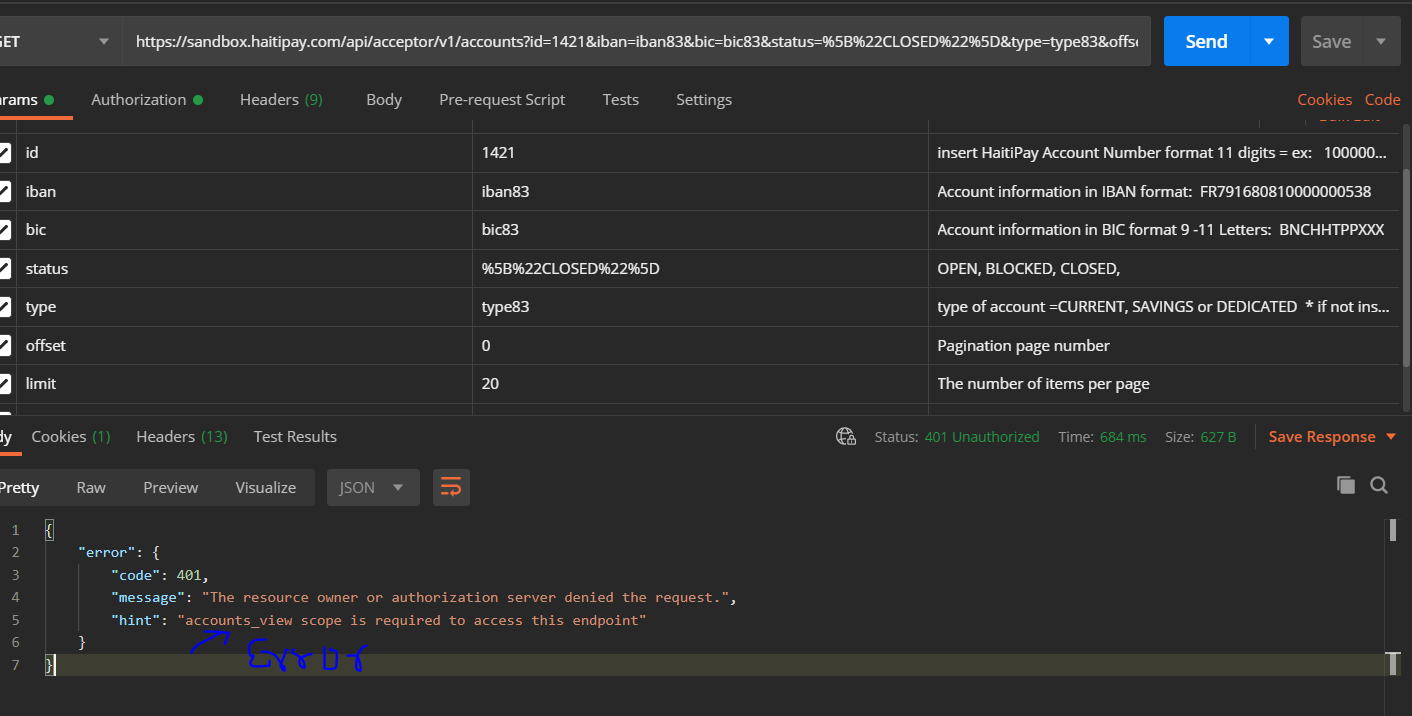 GET https://sandbox.haitipay.com/api/acceptor/v1/accounts?id=1421&iban=iban83&bic=bic83&status=%5B%22CLOSED%22%5D&type=type83&offs Send Save
arams Authorization Headers (9) Body Pre-request Script Tests Settings Cookies Code
id 1421 insert HaitiPay Account Number format 11 digits = ex: 100000...
iban iban83 Account information in IBAN format: FR791680810000000538
bic bic83 Account information in BIC format 9 -11 Letters: BNCHHTPPXXX
status %5B%22CLOSED%22%5D OPEN, BLOCKED, CLOSED,
type type83 type of account =CURRENT, SAVINGS or DEDICATED * if not ins...
offset 0 Pagination page number
limit 20 The number of items per page
dy Cookies (1) Headers (13) Test Results Status: 401 Unauthorized Time: 684 ms Size: 627 B Save Response
Pretty Raw Preview Visualize JSON
1 {
2 "error": {
3 "code": 401,
4 "message": "The resource owner or authorization server denied the request.",
5 "hint": "accounts_view scope is required to access this endpoint"
6 }
Error
7 }